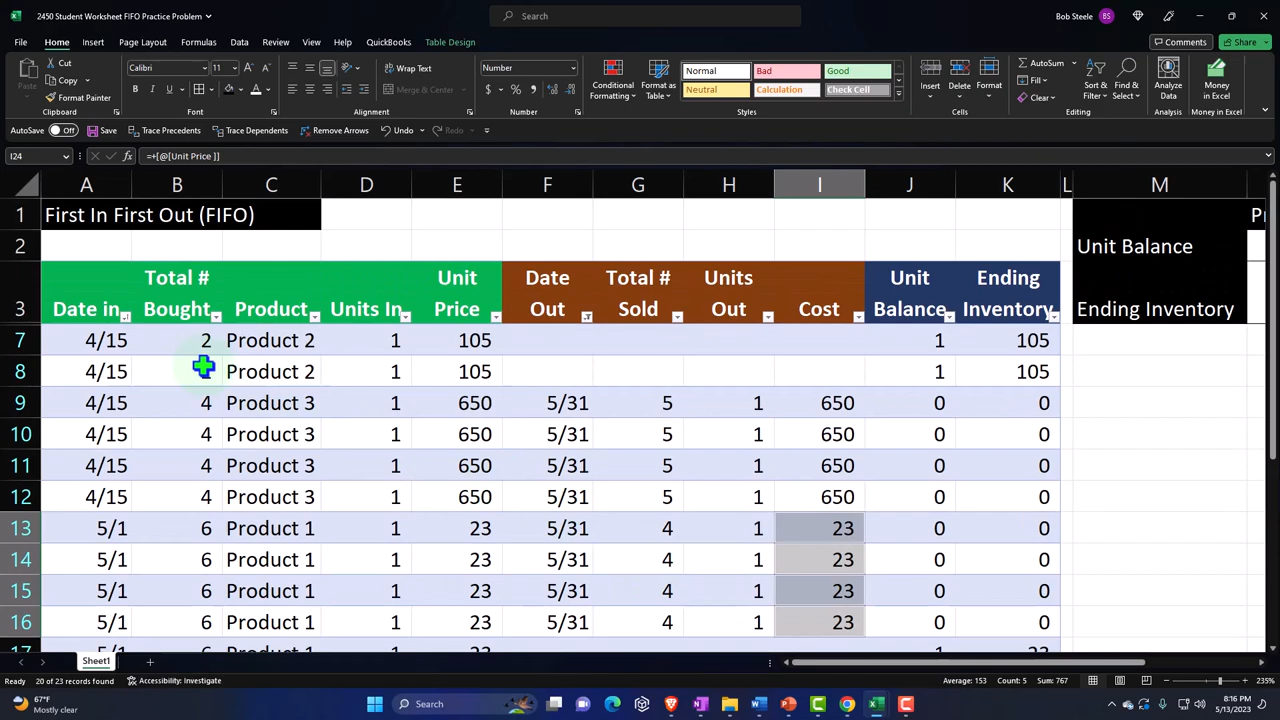 2450 Student Worksheet FIFO Practice Problem
Search
Bob Steele BS
File Home Insert Page Layout Formulas Data Review View Help QuickBooks Table Design
Comments Share
Cut
Copy
Paste Format Painter
Clipboard
Calibri 11
B I U
Font
Wrap Text
Merge & Center
Alignment
Number
$ % 9
Number
Conditional Formatting
Format as Table
Normal Bad Good
Neutral Calculation Check Cell
Styles
Insert Delete Format
Cells
AutoSum
Fill
Clear
Sort & Filter
Find & Select
Editing
Analyze Data
Analysis
Money in Excel
Money in Excel
AutoSave Off Save Trace Precedents Trace Dependents Remove Arrows Undo Redo
I24 fx =+[@[Unit Price ]]
A B C D E F G H I J K L M
1 First In First Out (FIFO)
2 Unit Balance
3 Date in Total # Bought Product Units In Unit Price Date Out Total # Sold Units Out Cost Unit Balance Ending Inventory Ending Inventory
7 4/15 2 Product 2 1 105 1 105
8 4/15 Product 2 1 105 1 105
9 4/15 4 Product 3 1 650 5/31 5 1 650 0 0
10 4/15 4 Product 3 1 650 5/31 5 1 650 0 0
11 4/15 4 Product 3 1 650 5/31 5 1 650 0 0
12 4/15 4 Product 3 1 650 5/31 5 1 650 0 0
13 5/1 6 Product 1 1 23 5/31 4 1 23 0 0
14 5/1 6 Product 1 1 23 5/31 4 1 23 0 0
15 5/1 6 Product 1 1 23 5/31 4 1 23 0 0
16 5/1 6 Product 1 1 23 5/31 4 1 23 0 0
17 5/1 6 Product 1 1 23 1 23
Sheet1
Ready 20 of 23 records found Accessibility: Investigate Average: 153 Count: 5 Sum: 767 235%
67°F
Mostly clear
Search
8:16 PM
5/13/2023